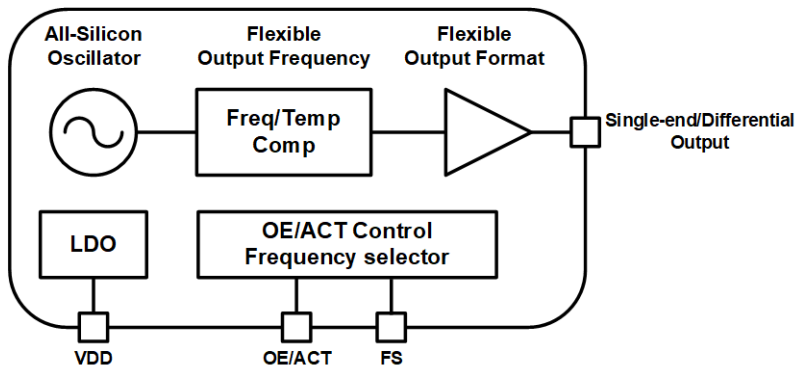 All-Silicon
Oscillator
Flexible
Output Frequency
Flexible
Output Format
Freq/Temp
Comp
Single-end/Differential
Output
LDO
OE/ACT Control
Frequency selector
VDD
OE/ACT
FS